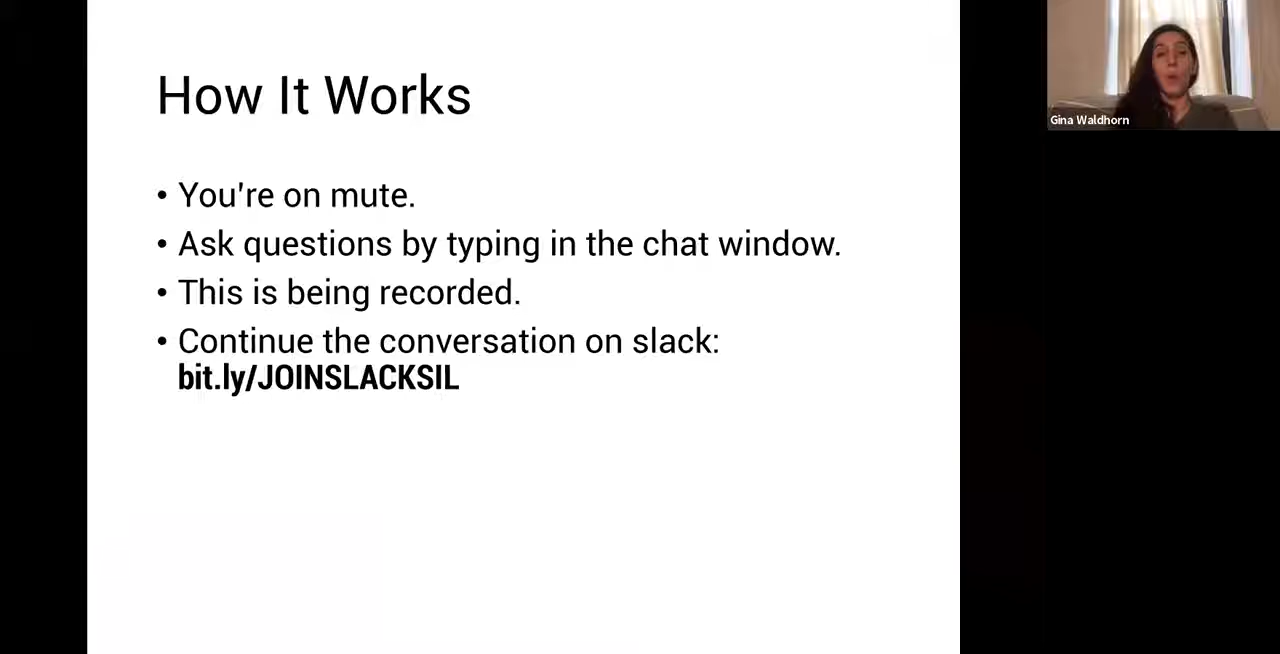 How It Works
• You're on mute.
• Ask questions by typing in the chat window.
• This is being recorded.
• Continue the conversation on slack:
bit.ly/JOINSLACKSIL
Gina Waldhorn